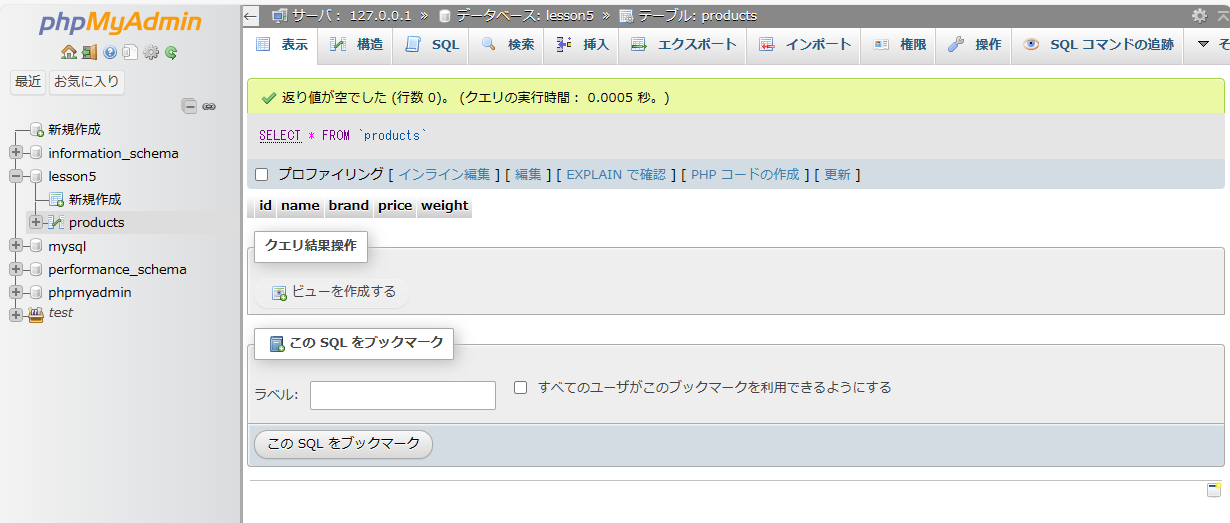 phpMyAdmin
最近 お気に入り
新規作成
information_schema
lesson5
新規作成
products
mysql
performance_schema
phpmyadmin
test
サーバ: 127.0.0.1 » データベース: lesson5 » テーブル: products
表示 構造 SQL 検索 挿入 エクスポート インポート 権限 操作 SQL コマンドの追跡 そ
返り値が空でした (行数 0)。 (クエリの実行時間: 0.0005 秒。)
SELECT * FROM `products`
プロファイリング [ インライン編集 ] [ 編集 ] [ EXPLAIN で確認 ] [ PHP コードの作成 ] [ 更新 ]
id name brand price weight
クエリ結果操作
ビューを作成する
この SQL をブックマーク
ラベル: すべてのユーザがこのブックマークを利用できるようにする
この SQL をブックマーク